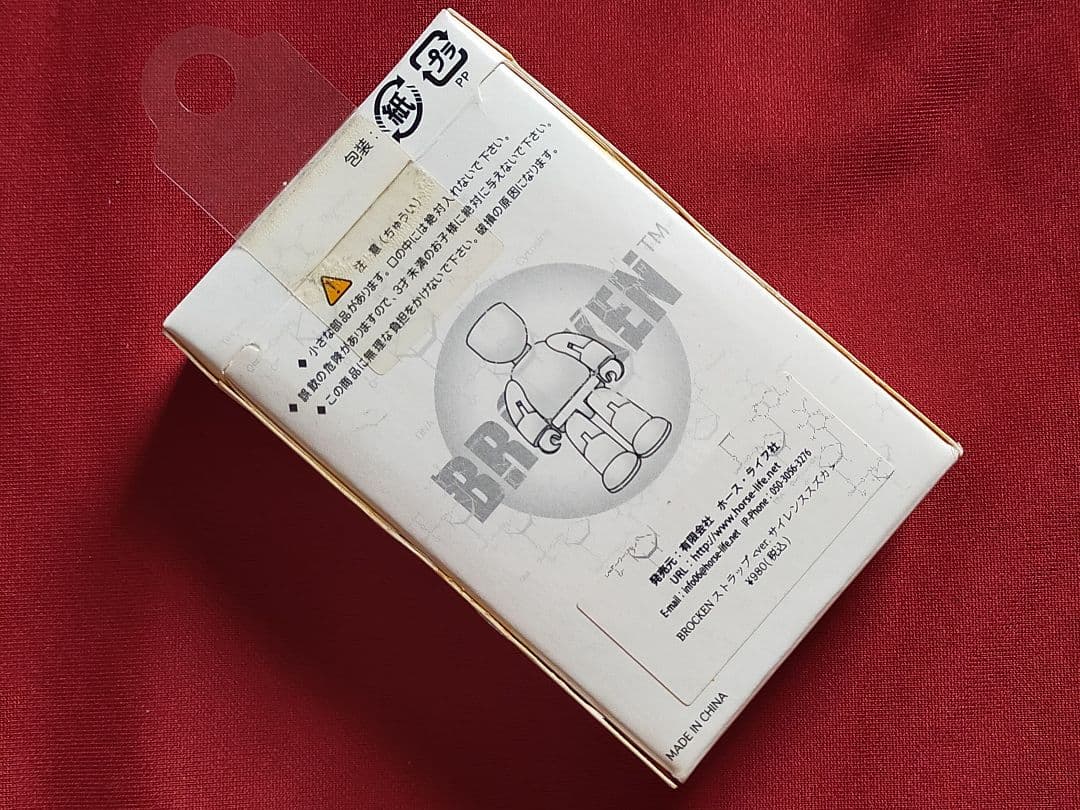 包装:
紙
プラ
PP
注 意(ちゅうい)
■ 小さな部品があります。口の中には絶対入れないで下さい。
■ 誤飲の危険がありますので、3才未満のお子様に絶対に与えないで下さい。
■ この商品に無理な負担をかけないで下さい。破損の原因になります。
BROCKEN™
発売元:有限会社 ホース・ライフ社
URL:http://www.horse-life.net
E-mail:info06@horse-life.net IP-Phone:050-3056-3276
BROCKEN ストラップ <ver. サイレンススズカ>
¥980(税込)
MADE IN CHINA